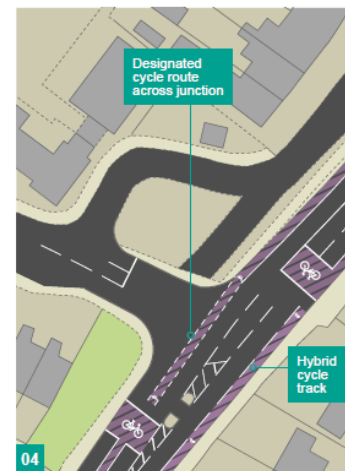 Designated
cycle route
across junction
Hybrid
cycle
track
04